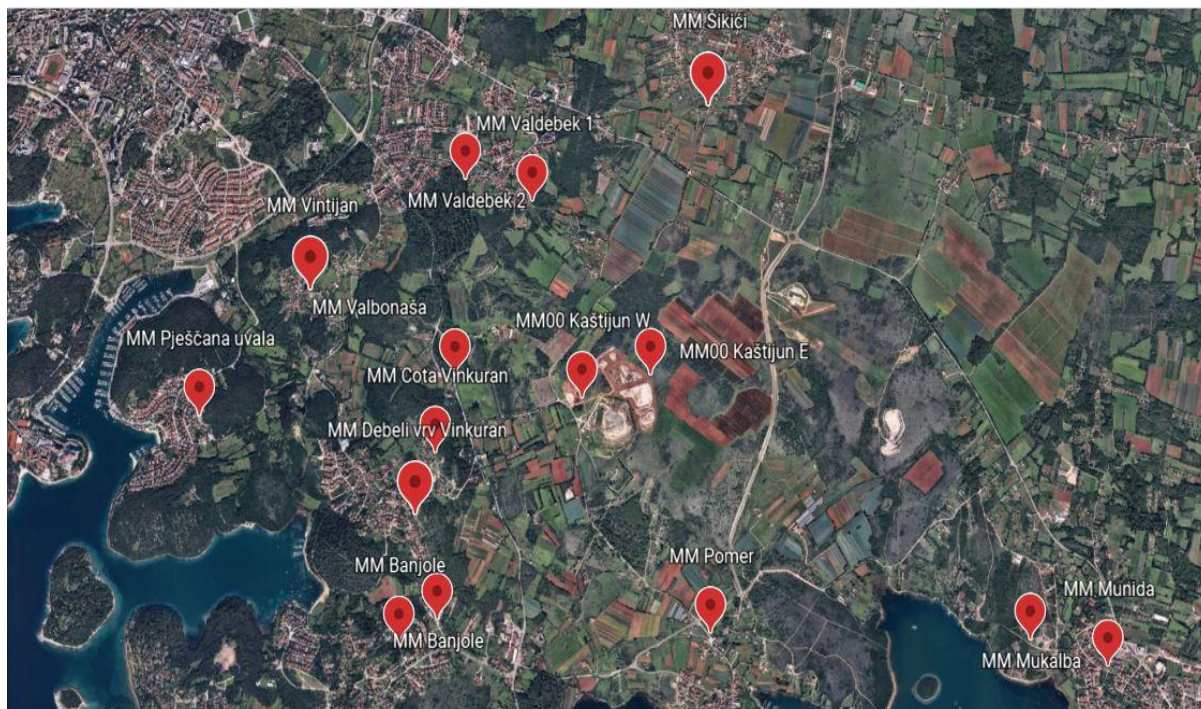 MM Šikići
MM Valdebek 1
MM Valdebek 2
MM Vintijan
MM Valbonaša
MM00 Kaštijun W
MM Pješčana uvala
MM00 Kaštijun E
MM Cota Vinkuran
MM Debeli vrv Vinkuran
MM Pomer
MM Banjole
MM Munida
MM Banjole
MM Mukalba